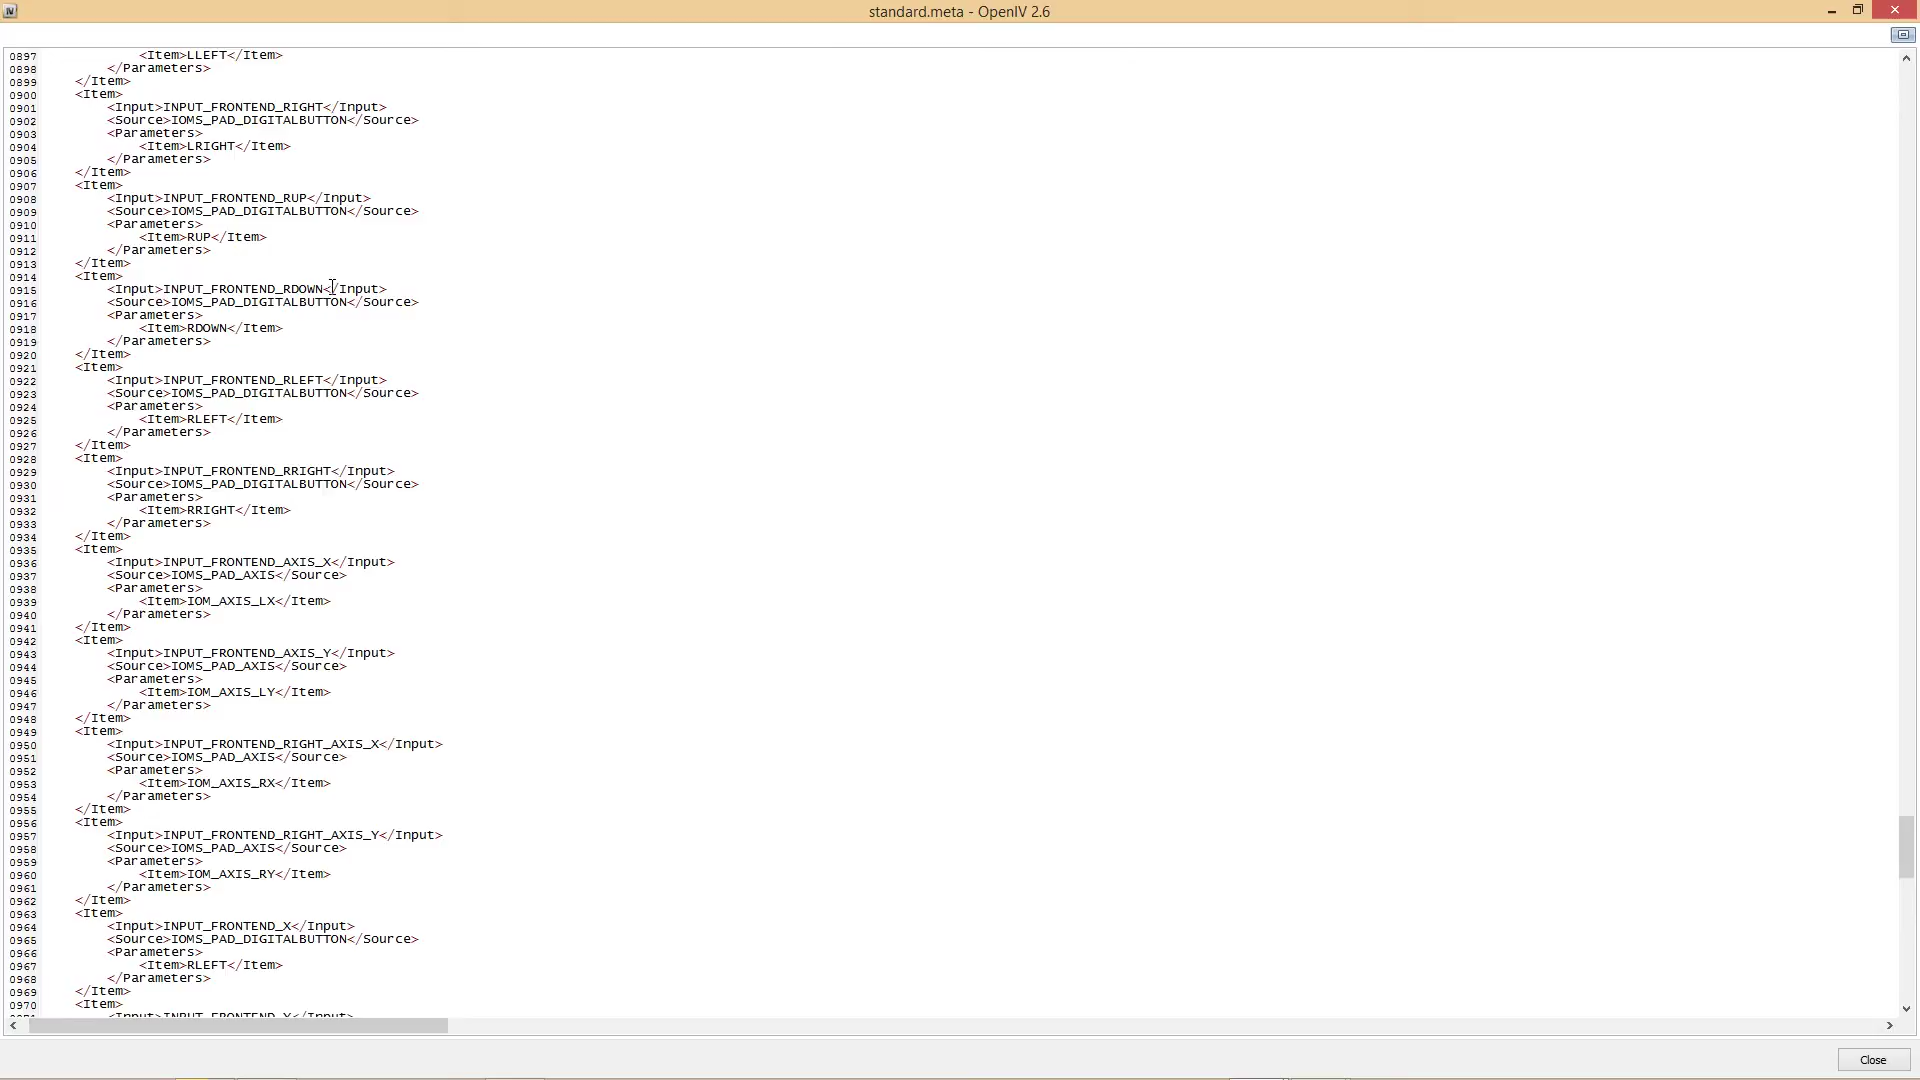 standard.meta - OpenIV 2.6
0897 <Item>LLEFT</Item>
0898 </Parameters>
0899 </Item>
0900 <Item>
0901 <Input>INPUT_FRONTEND_RIGHT</Input>
0902 <Source>IOMS_PAD_DIGITALBUTTON</Source>
0903 <Parameters>
0904 <Item>LRIGHT</Item>
0905 </Parameters>
0906 </Item>
0907 <Item>
0908 <Input>INPUT_FRONTEND_RUP</Input>
0909 <Source>IOMS_PAD_DIGITALBUTTON</Source>
0910 <Parameters>
0911 <Item>RUP</Item>
0912 </Parameters>
0913 </Item>
0914 <Item>
0915 <Input>INPUT_FRONTEND_RDOWN</Input>
0916 <Source>IOMS_PAD_DIGITALBUTTON</Source>
0917 <Parameters>
0918 <Item>RDOWN</Item>
0919 </Parameters>
0920 </Item>
0921 <Item>
0922 <Input>INPUT_FRONTEND_RLEFT</Input>
0923 <Source>IOMS_PAD_DIGITALBUTTON</Source>
0924 <Parameters>
0925 <Item>RLEFT</Item>
0926 </Parameters>
0927 </Item>
0928 <Item>
0929 <Input>INPUT_FRONTEND_RRIGHT</Input>
0930 <Source>IOMS_PAD_DIGITALBUTTON</Source>
0931 <Parameters>
0932 <Item>RRIGHT</Item>
0933 </Parameters>
0934 </Item>
0935 <Item>
0936 <Input>INPUT_FRONTEND_AXIS_X</Input>
0937 <Source>IOMS_PAD_AXIS</Source>
0938 <Parameters>
0939 <Item>IOM_AXIS_LX</Item>
0940 </Parameters>
0941 </Item>
0942 <Item>
0943 <Input>INPUT_FRONTEND_AXIS_Y</Input>
0944 <Source>IOMS_PAD_AXIS</Source>
0945 <Parameters>
0946 <Item>IOM_AXIS_LY</Item>
0947 </Parameters>
0948 </Item>
0949 <Item>
0950 <Input>INPUT_FRONTEND_RIGHT_AXIS_X</Input>
0951 <Source>IOMS_PAD_AXIS</Source>
0952 <Parameters>
0953 <Item>IOM_AXIS_RX</Item>
0954 </Parameters>
0955 </Item>
0956 <Item>
0957 <Input>INPUT_FRONTEND_RIGHT_AXIS_Y</Input>
0958 <Source>IOMS_PAD_AXIS</Source>
0959 <Parameters>
0960 <Item>IOM_AXIS_RY</Item>
0961 </Parameters>
0962 </Item>
0963 <Item>
0964 <Input>INPUT_FRONTEND_X</Input>
0965 <Source>IOMS_PAD_DIGITALBUTTON</Source>
0966 <Parameters>
0967 <Item>RLEFT</Item>
0968 </Parameters>
0969 </Item>
0970 <Item>
Close